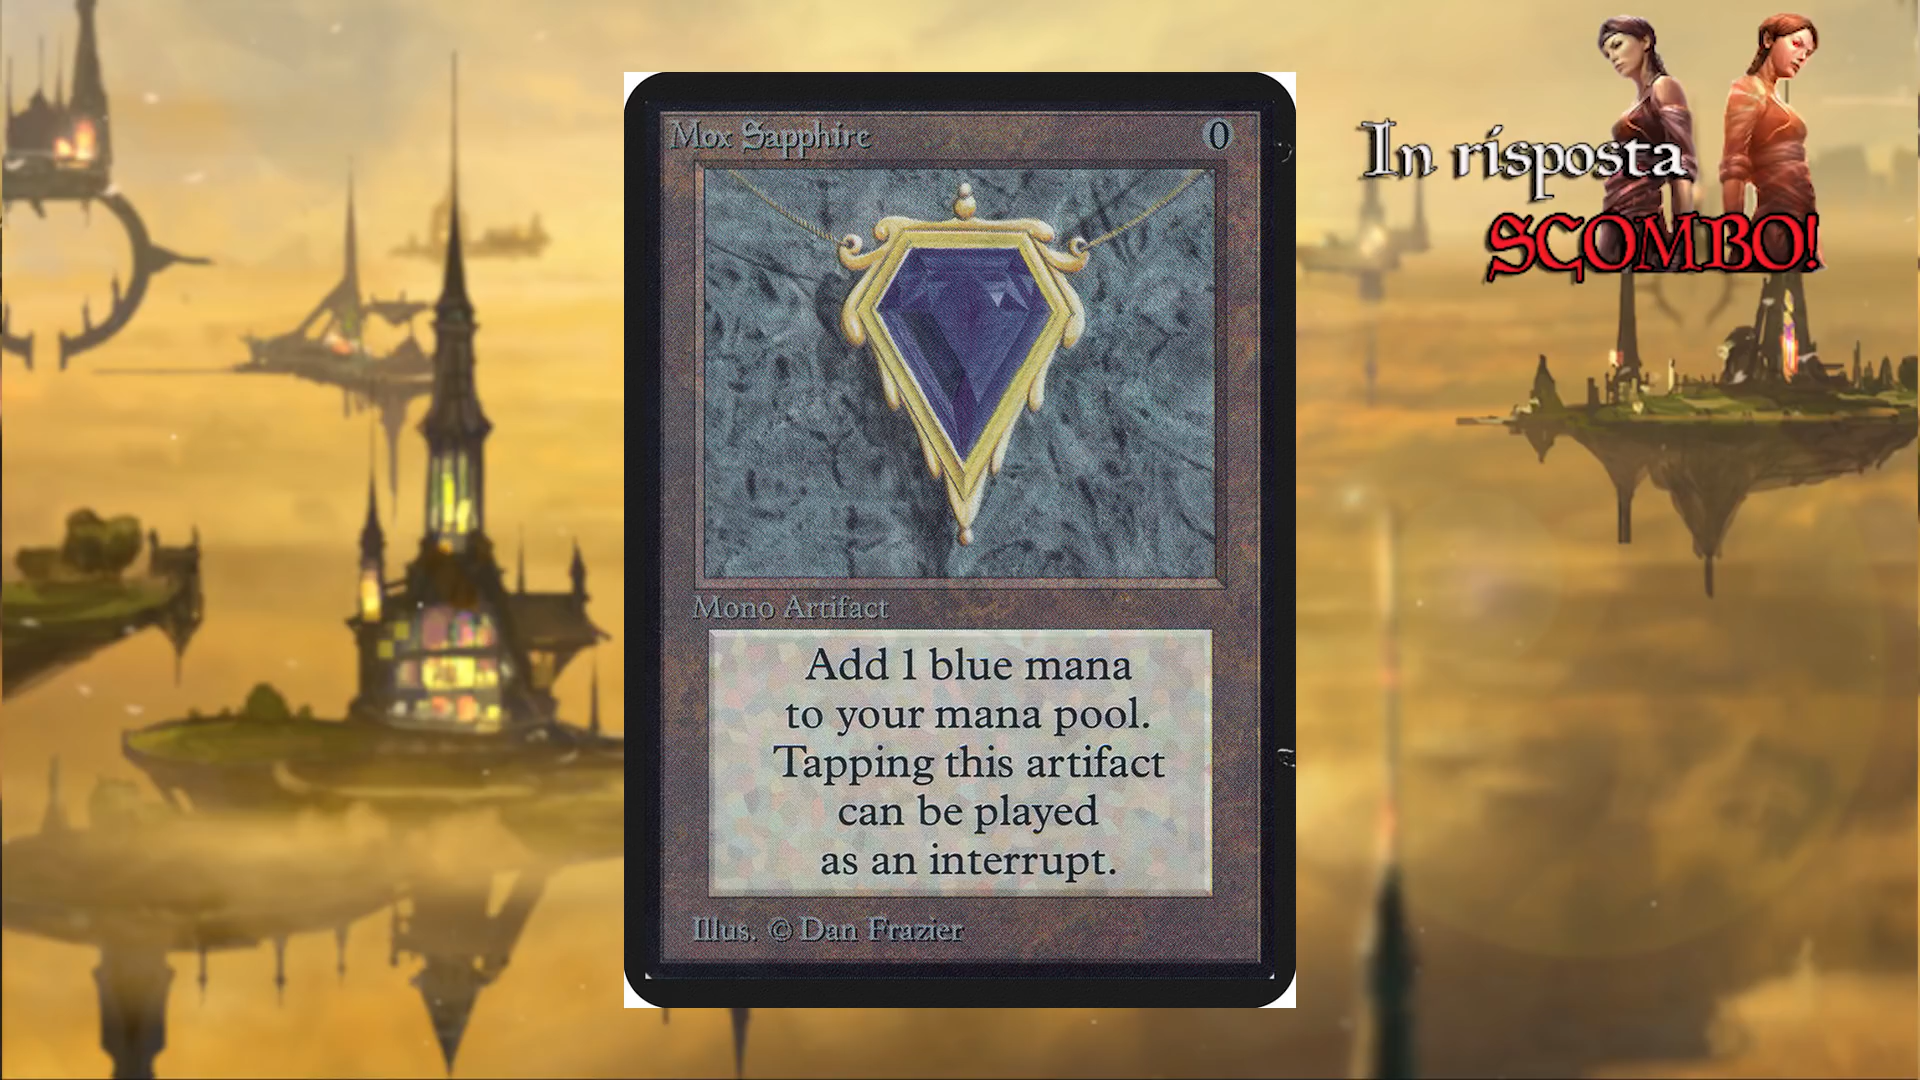 Mox Sapphire 0
Mono Artifact
Add 1 blue mana
to your mana pool.
Tapping this artifact
can be played
as an interrupt.
Illus. © Dan Frazier
In risposta
SCOMBO!